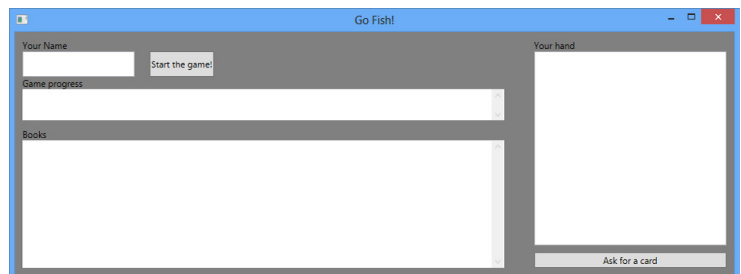 Go Fish!
Your Name
Start the game!
Game progress
Books
Your hand
Ask for a card